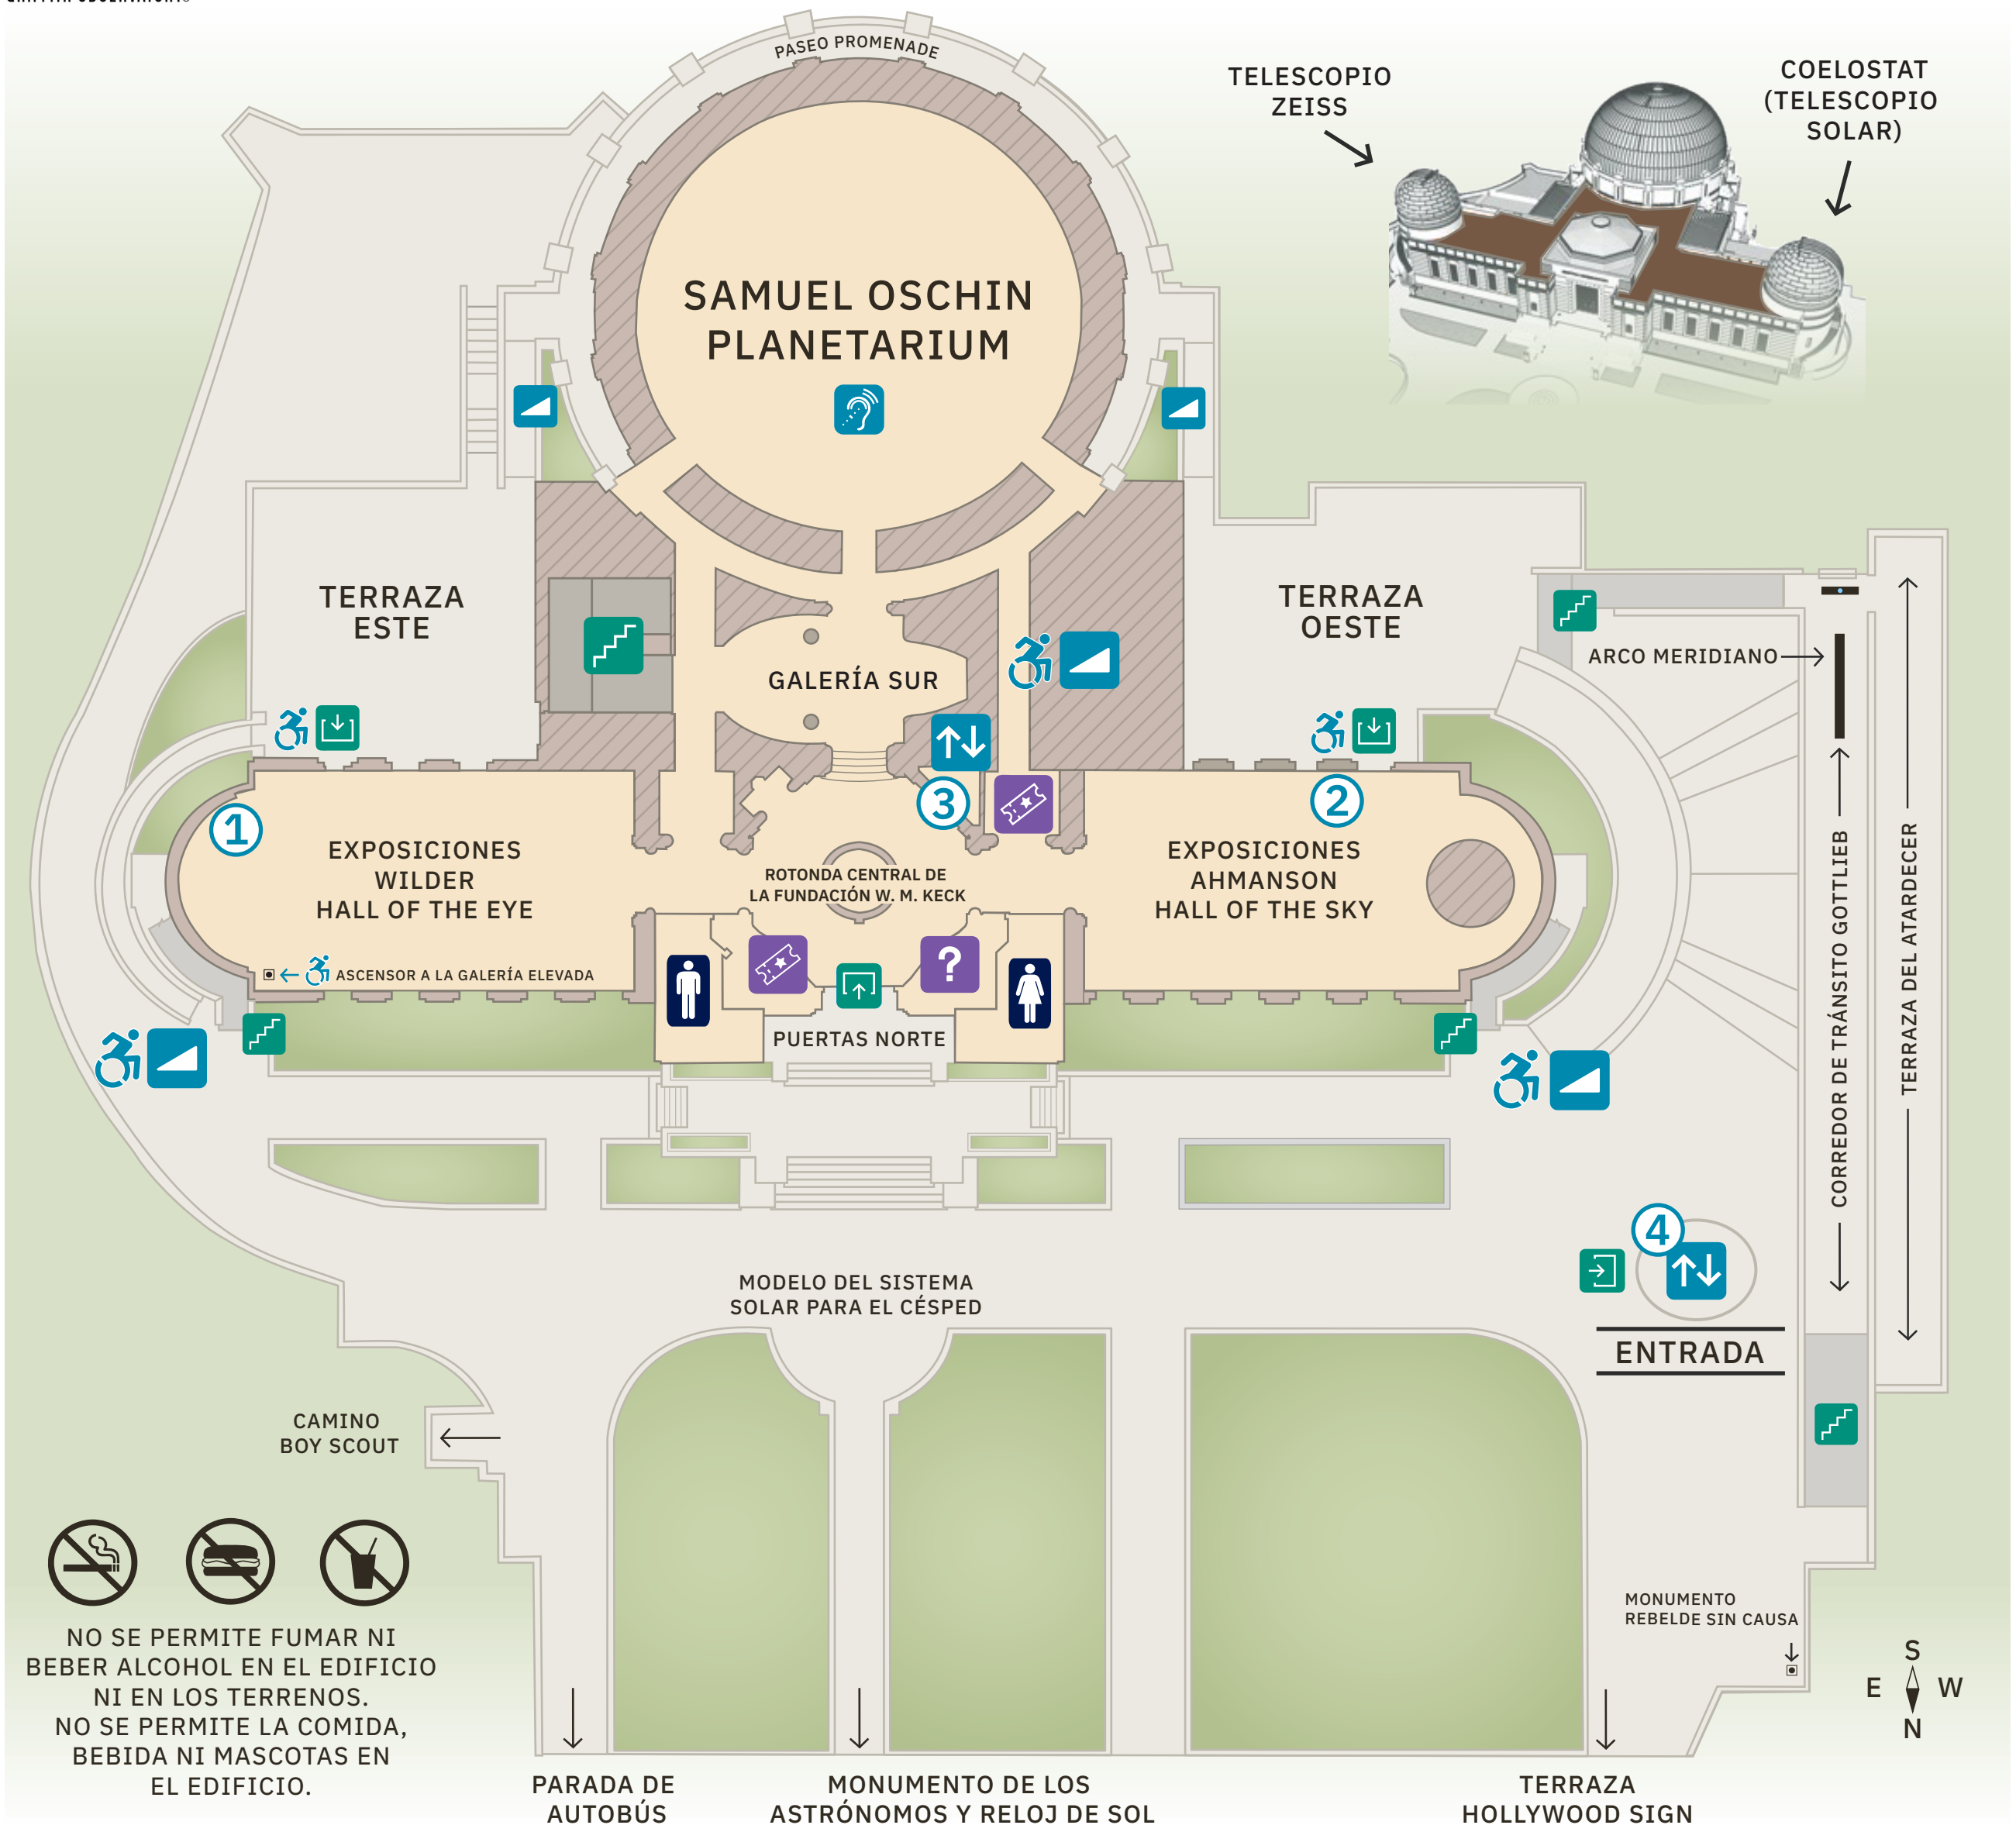 PASEO PROMENADE
TELESCOPIO
ZEISS
COELOSTAT
(TELESCOPIO
SOLAR)
SAMUEL OSCHIN
PLANETARIUM
TERRAZA
ESTE
TERRAZA
OESTE
ARCO MERIDIANO
GALERÍA SUR
1
2
3
EXPOSICIONES
WILDER
HALL OF THE EYE
ROTONDA CENTRAL DE
LA FUNDACIÓN W. M. KECK
EXPOSICIONES
AHMANSON
HALL OF THE SKY
CORREDOR DE TRÁNSITO GOTTLIEB
TERRAZA DEL ATARDECER
ASCENSOR A LA GALERÍA ELEVADA
?
PUERTAS NORTE
4
MODELO DEL SISTEMA
SOLAR PARA EL CÉSPED
ENTRADA
CAMINO
BOY SCOUT
MONUMENTO
REBELDE SIN CAUSA
NO SE PERMITE FUMAR NI
BEBER ALCOHOL EN EL EDIFICIO
NI EN LOS TERRENOS.
NO SE PERMITE LA COMIDA,
BEBIDA NI MASCOTAS EN
EL EDIFICIO.
S
E W
N
PARADA DE
AUTOBÚS
MONUMENTO DE LOS
ASTRÓNOMOS Y RELOJ DE SOL
TERRAZA
HOLLYWOOD SIGN